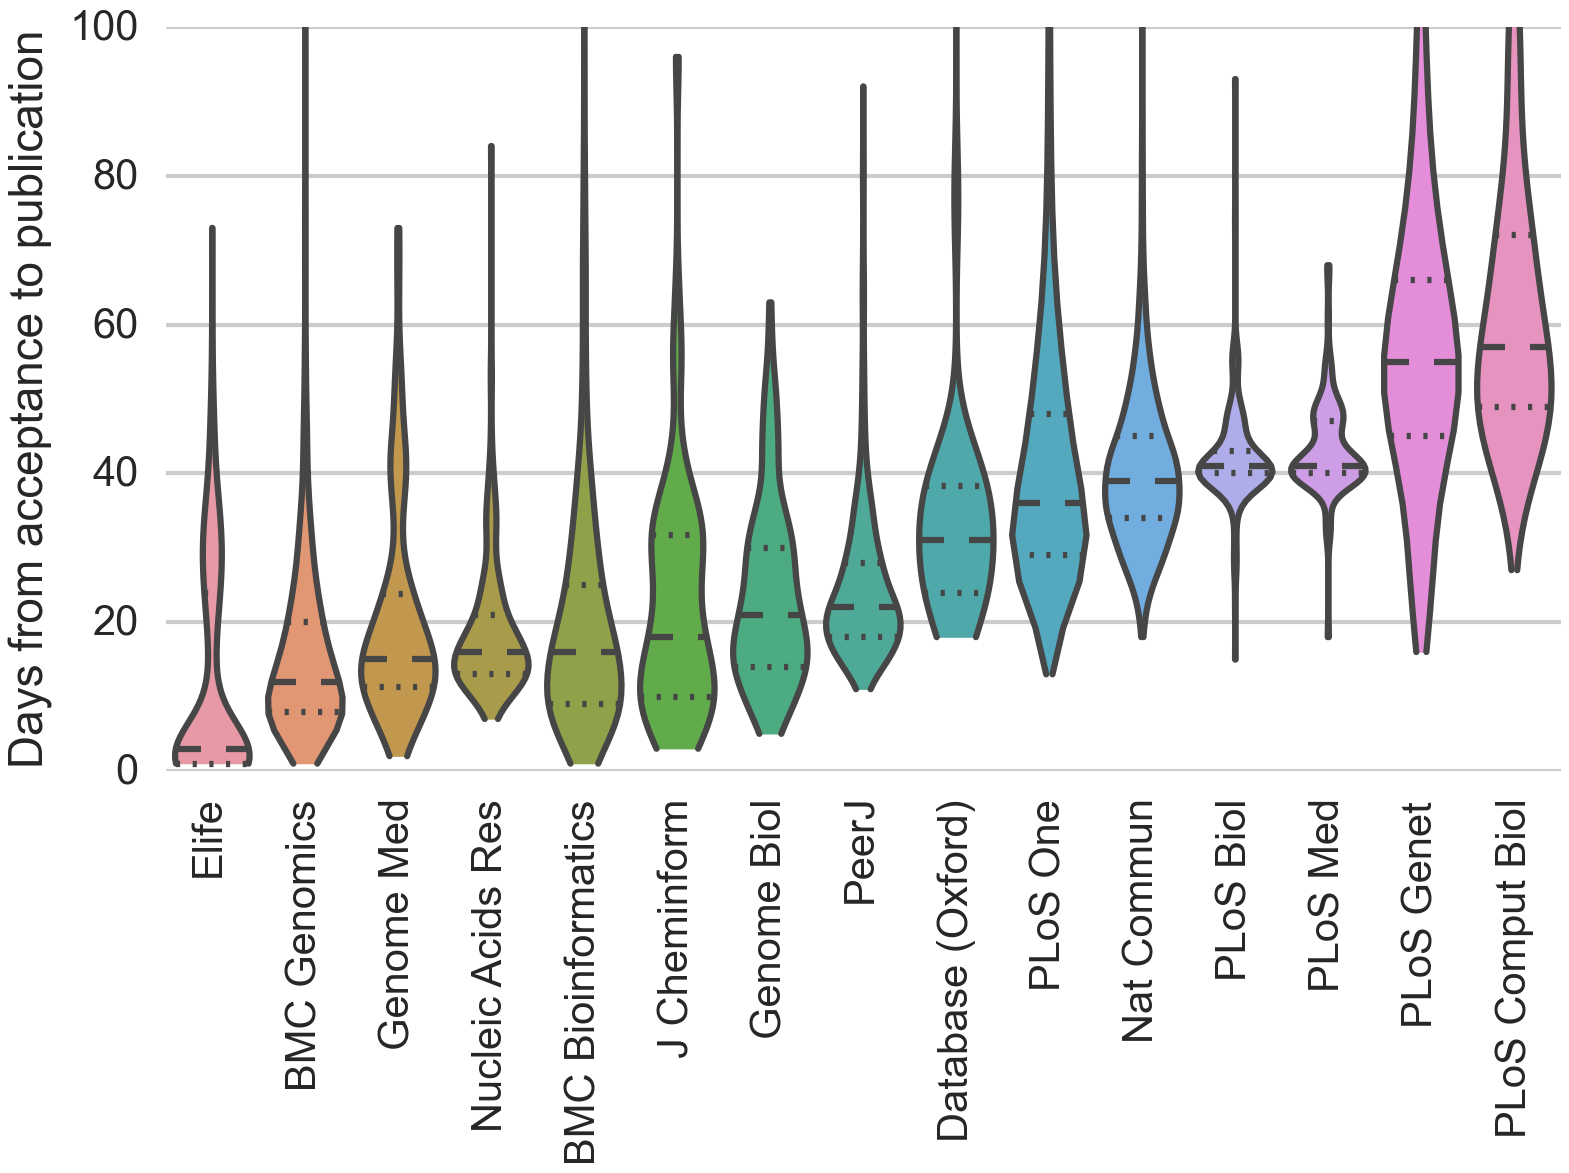 Days from acceptance to publication
100
80
60
40
20
0
Elife
BMC Genomics
Genome Med
Nucleic Acids Res
BMC Bioinformatics
J Cheminform
Genome Biol
PeerJ
Database (Oxford)
PLoS One
Nat Commun
PLoS Biol
PLoS Med
PLoS Genet
PLoS Comput Biol